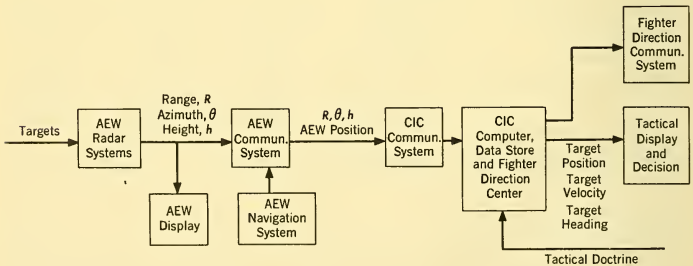 Targets
AEW
Radar
Systems
Range, R
Azimuth, θ
Height, h
AEW
Display
AEW
Commun.
System
AEW
Navigation
System
R, θ, h
AEW Position
CIC
Commun.
System
CIC
Computer,
Data Store
and Fighter
Direction
Center
Fighter
Direction
Commun.
System
Target
Position
Target
Velocity
Target
Heading
Tactical
Display
and
Decision
Tactical Doctrine